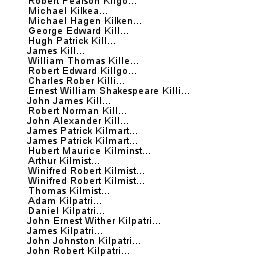 Robert Pearson Kilgo...
Michael Kilkea...
Michael Hagen Kilken...
George Edward Kill...
Hugh Patrick Kill...
James Kill...
William Thomas Kille...
Robert Edward Killgo...
Charles Rober Killi...
Ernest William Shakespeare Killi...
John James Kill...
Robert Norman Kill...
John Alexander Kill...
James Patrick Kilmart...
James Patrick Kilmart...
Hubert Maurice Kilminst...
Arthur Kilmist...
Winifred Robert Kilmist...
Winifred Robert Kilmist...
Thomas Kilmist...
Adam Kilpatri...
Daniel Kilpatri...
John Ernest Wither Kilpatri...
James Kilpatri...
John Johnston Kilpatri...
John Robert Kilpatri...